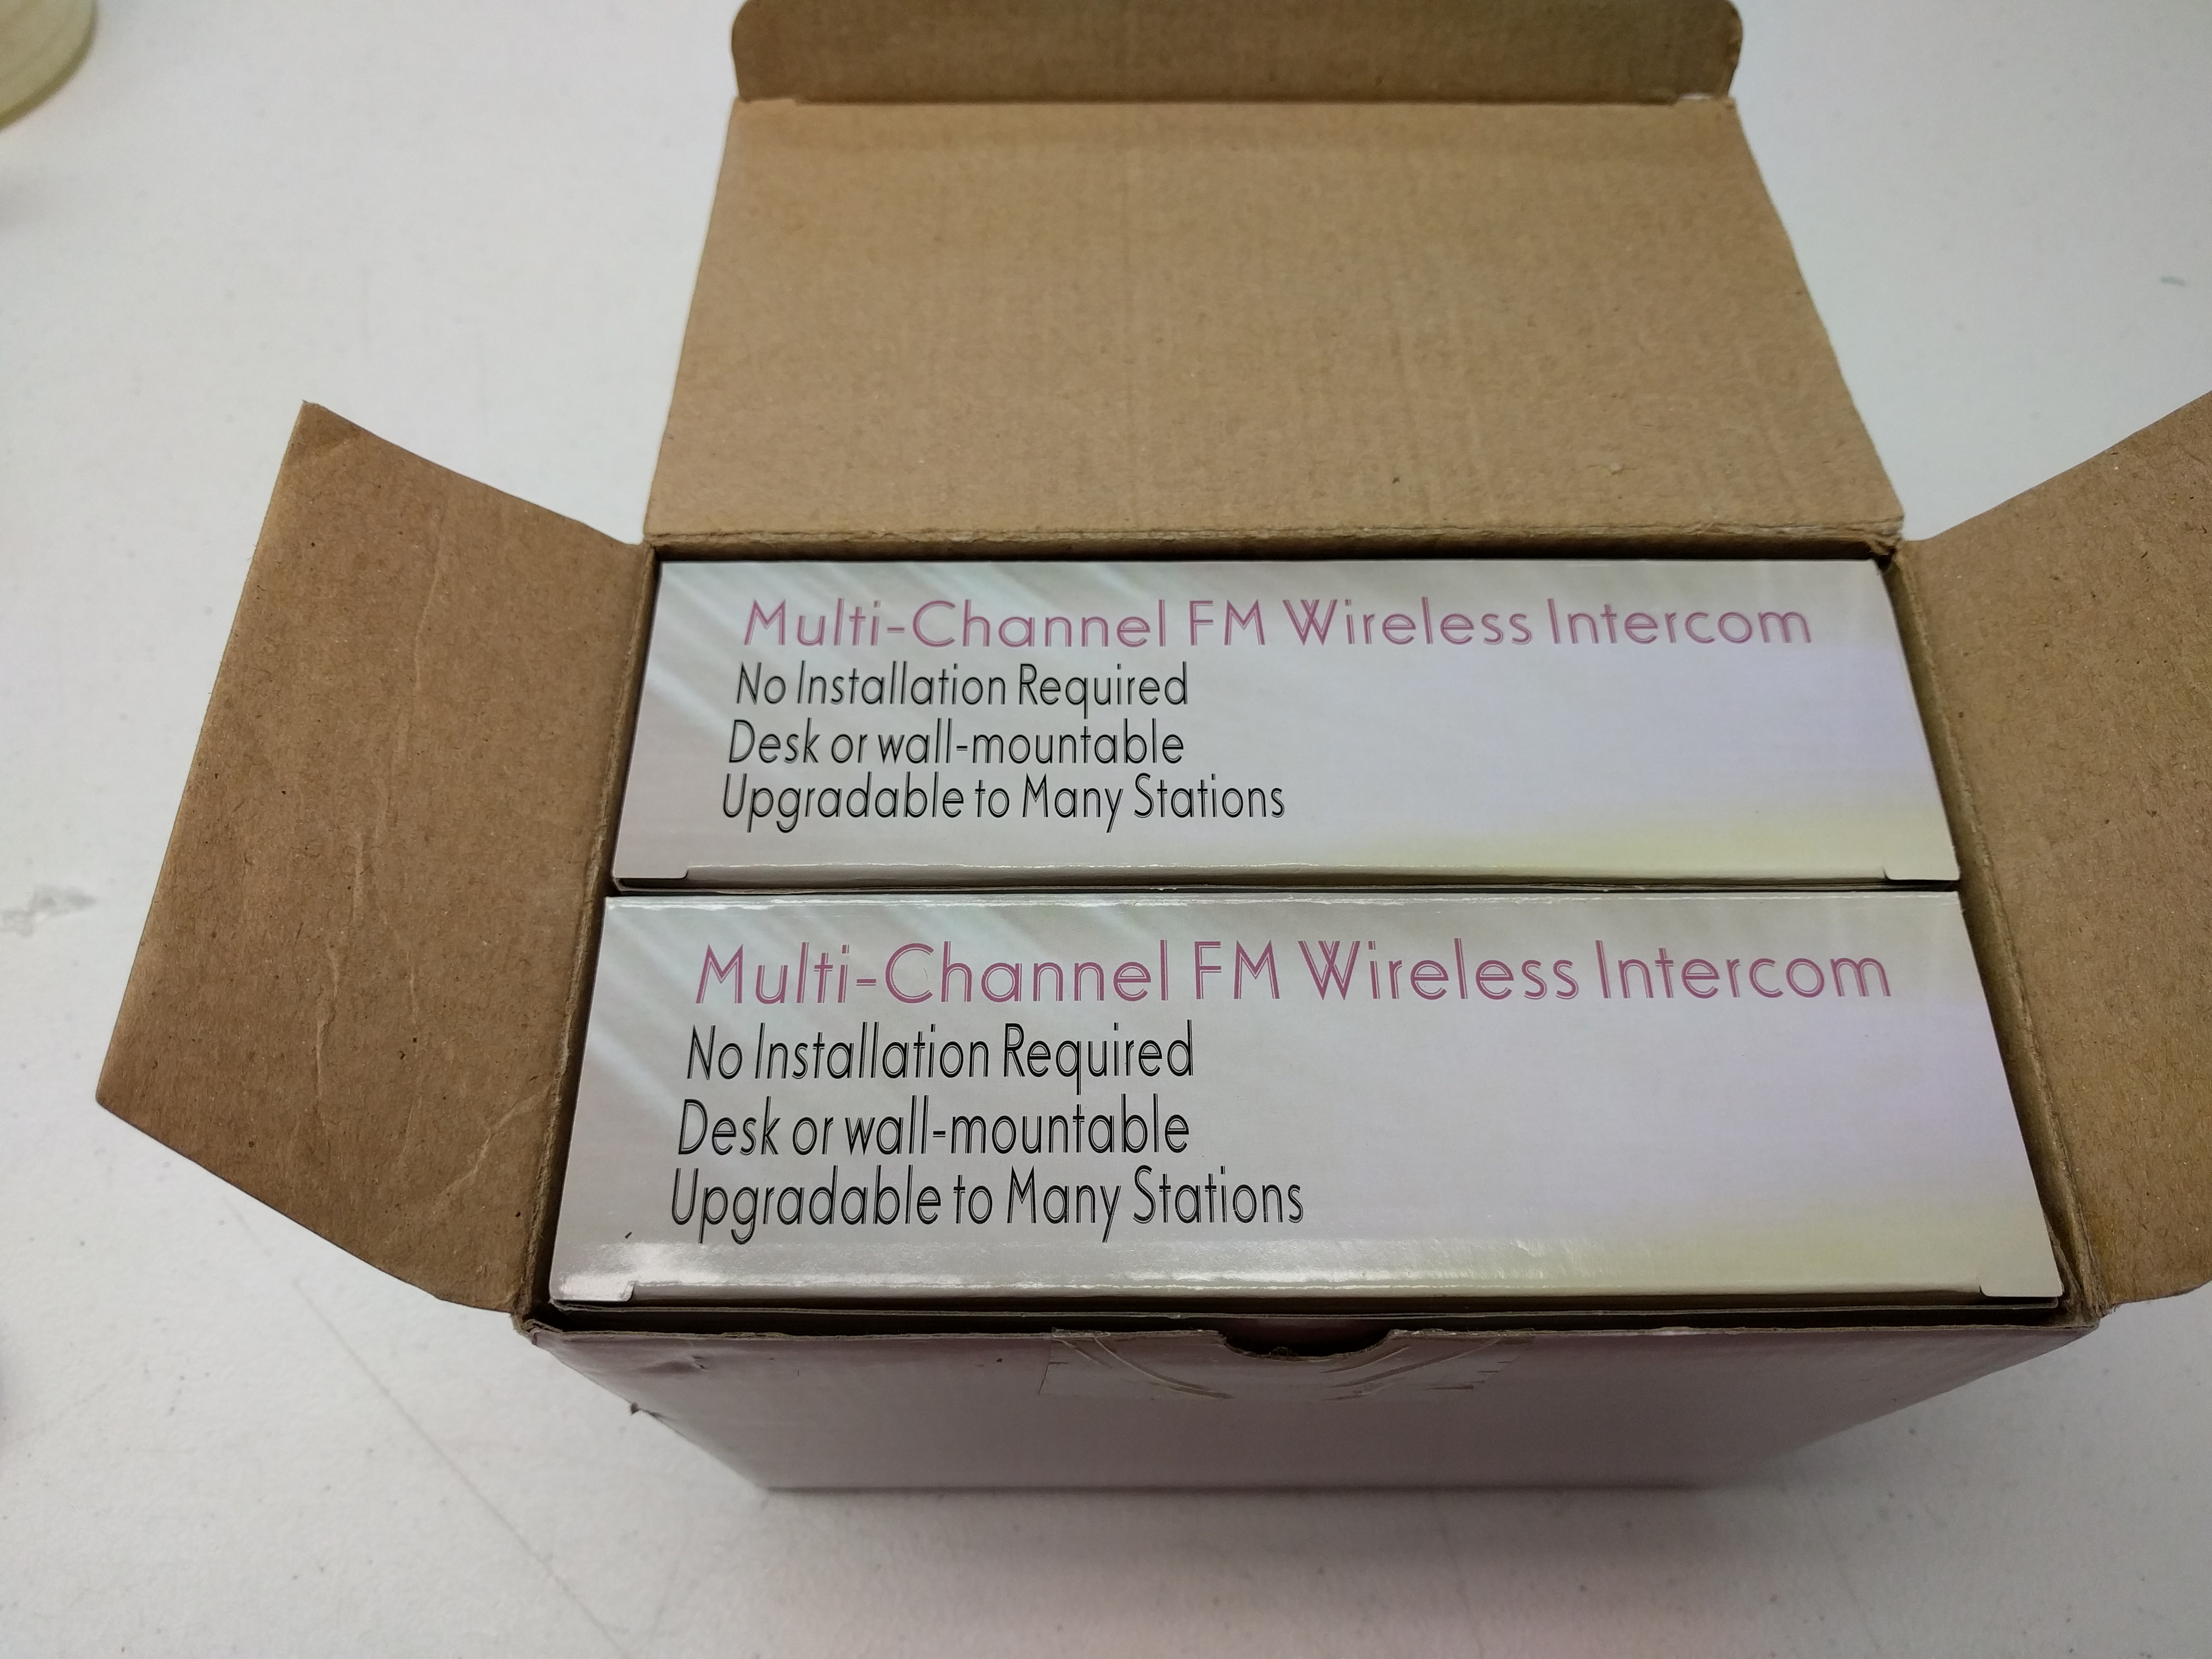 Multi-Channel FM Wireless Intercom
No Installation Required
Desk or wall-mountable
Upgradable to Many Stations
Multi-Channel FM Wireless Intercom
No Installation Required
Desk or wall-mountable
Upgradable to Many Stations